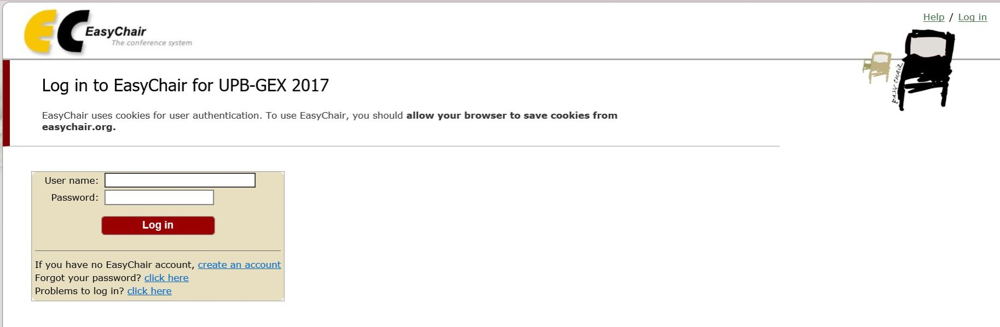 EC EasyChair
The conference system
Help / Log in
EASY CHAIR
Log in to EasyChair for UPB-GEX 2017
EasyChair uses cookies for user authentication. To use EasyChair, you should allow your browser to save cookies from
easychair.org.
User name:
Password:
Log in
If you have no EasyChair account, create an account
Forgot your password? click here
Problems to log in? click here